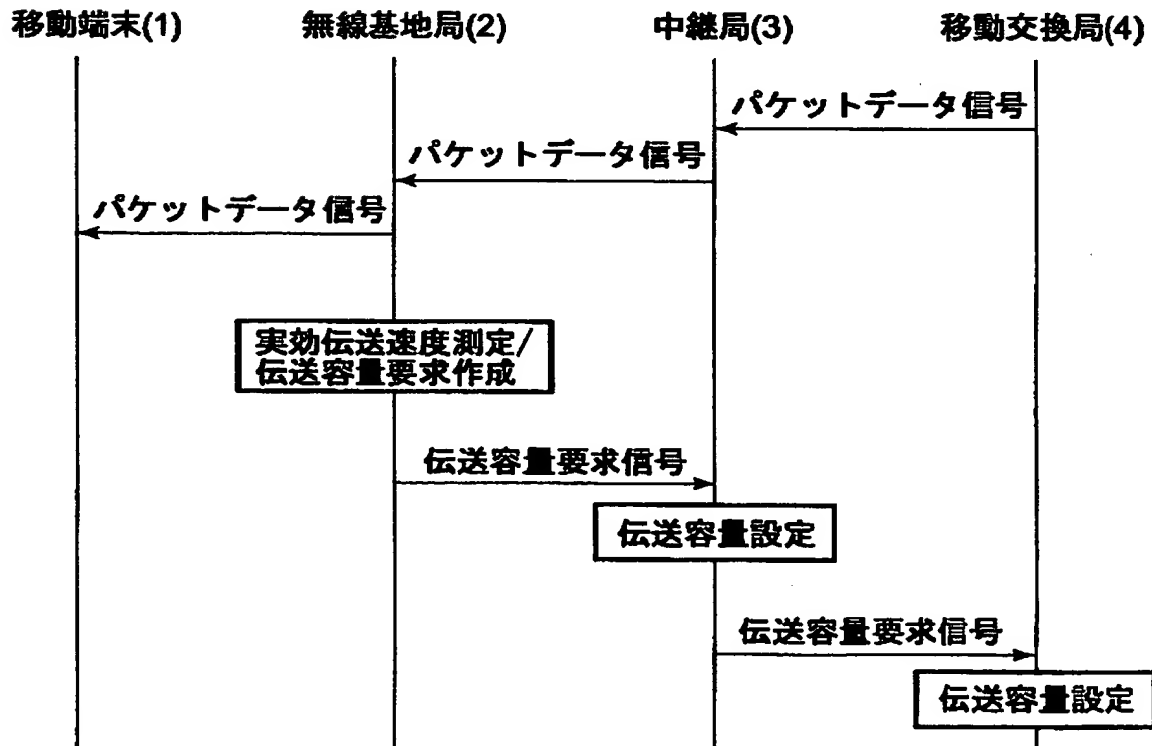 移動端末(1)
無線基地局(2)
中継局(3)
移動交換局(4)
パケットデータ信号
パケットデータ信号
パケットデータ信号
実効伝送速度測定/
伝送容量要求作成
伝送容量要求信号
伝送容量設定
伝送容量要求信号
伝送容量設定